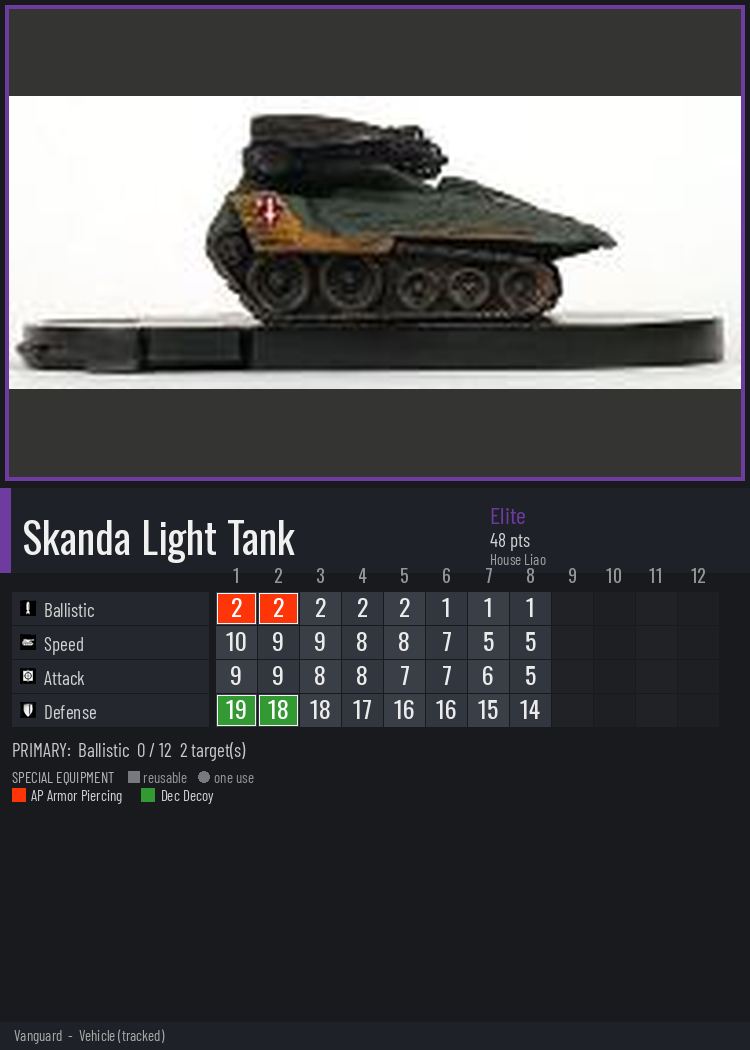 Skanda Light Tank
Elite
48 pts
House Liao
1 2 3 4 5 6 7 8 9 10 11 12
Ballistic 2 2 2 2 2 1 1 1
Speed 10 9 9 8 8 7 5 5
Attack 9 9 8 8 7 7 6 5
Defense 19 18 18 17 16 16 15 14
PRIMARY: Ballistic 0 / 12 2 target(s)
SPECIAL EQUIPMENT reusable one use
AP Armor Piercing Dec Decoy
Vanguard - Vehicle (tracked)